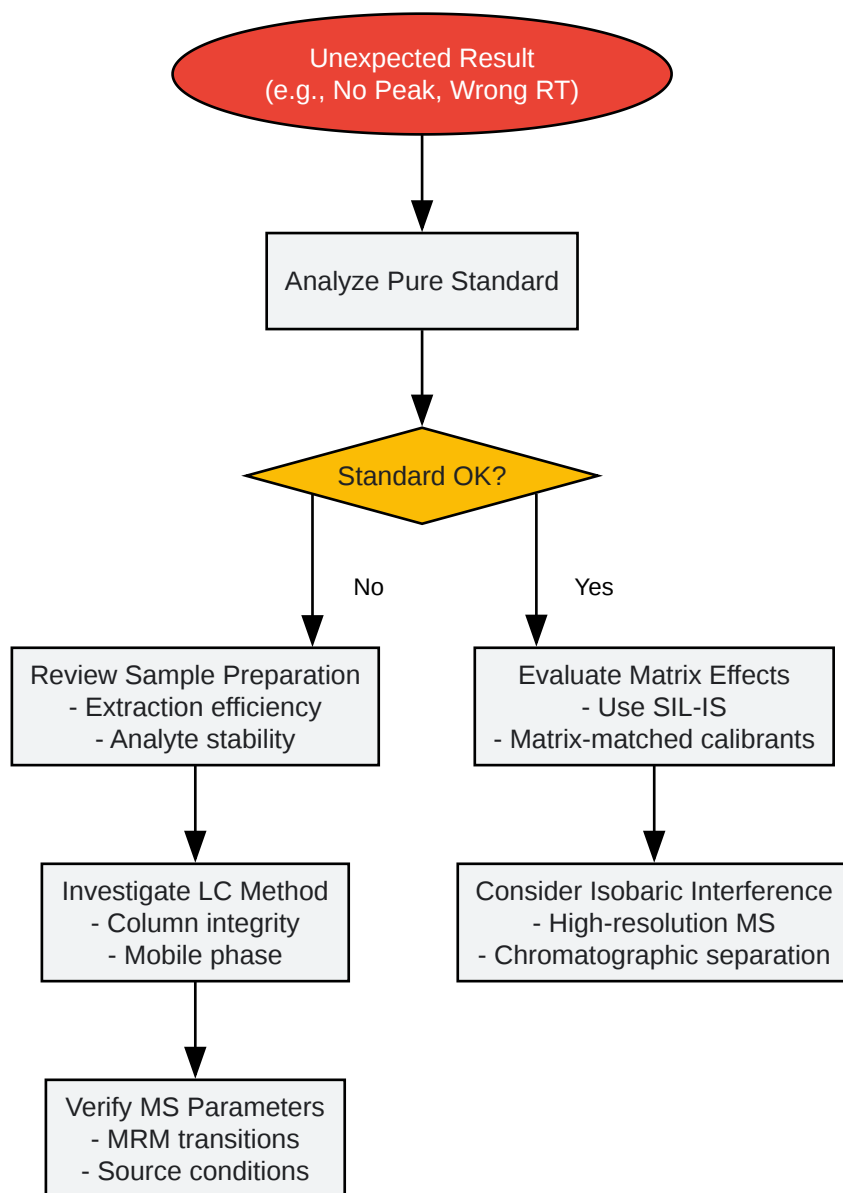 Unexpected Result
(e.g., No Peak, Wrong RT)
Analyze Pure Standard
Standard OK?
No
Yes
Review Sample Preparation
- Extraction efficiency
- Analyte stability
Evaluate Matrix Effects
- Use SIL-IS
- Matrix-matched calibrants
Investigate LC Method
- Column integrity
- Mobile phase
Consider Isobaric Interference
- High-resolution MS
- Chromatographic separation
Verify MS Parameters
- MRM transitions
- Source conditions